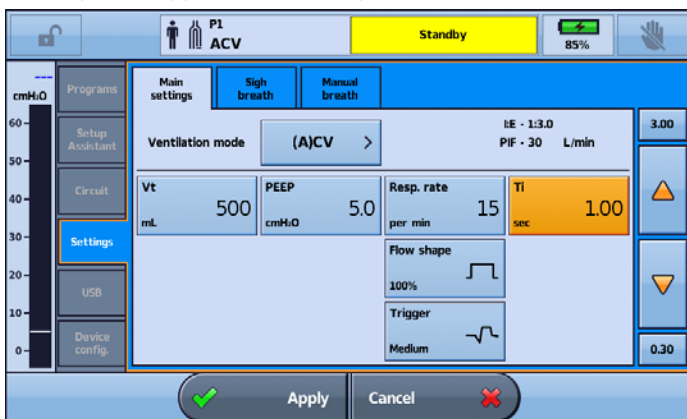 P1
ACV
Standby
85%
---
cmH₂O
60
50
40
30
20
10
0
Programs
Setup
Assistant
Circuit
Settings
USB
Device
config.
Main
settings
Sigh
breath
Manual
breath
Ventilation mode
(A)CV >
I:E - 1:3.0
PIF - 30 L/min
Vt
500
mL
PEEP
5.0
cmH₂O
Resp. rate
15
per min
Ti
1.00
sec
Flow shape
100%
Trigger
Medium
3.00
0.30
Apply
Cancel